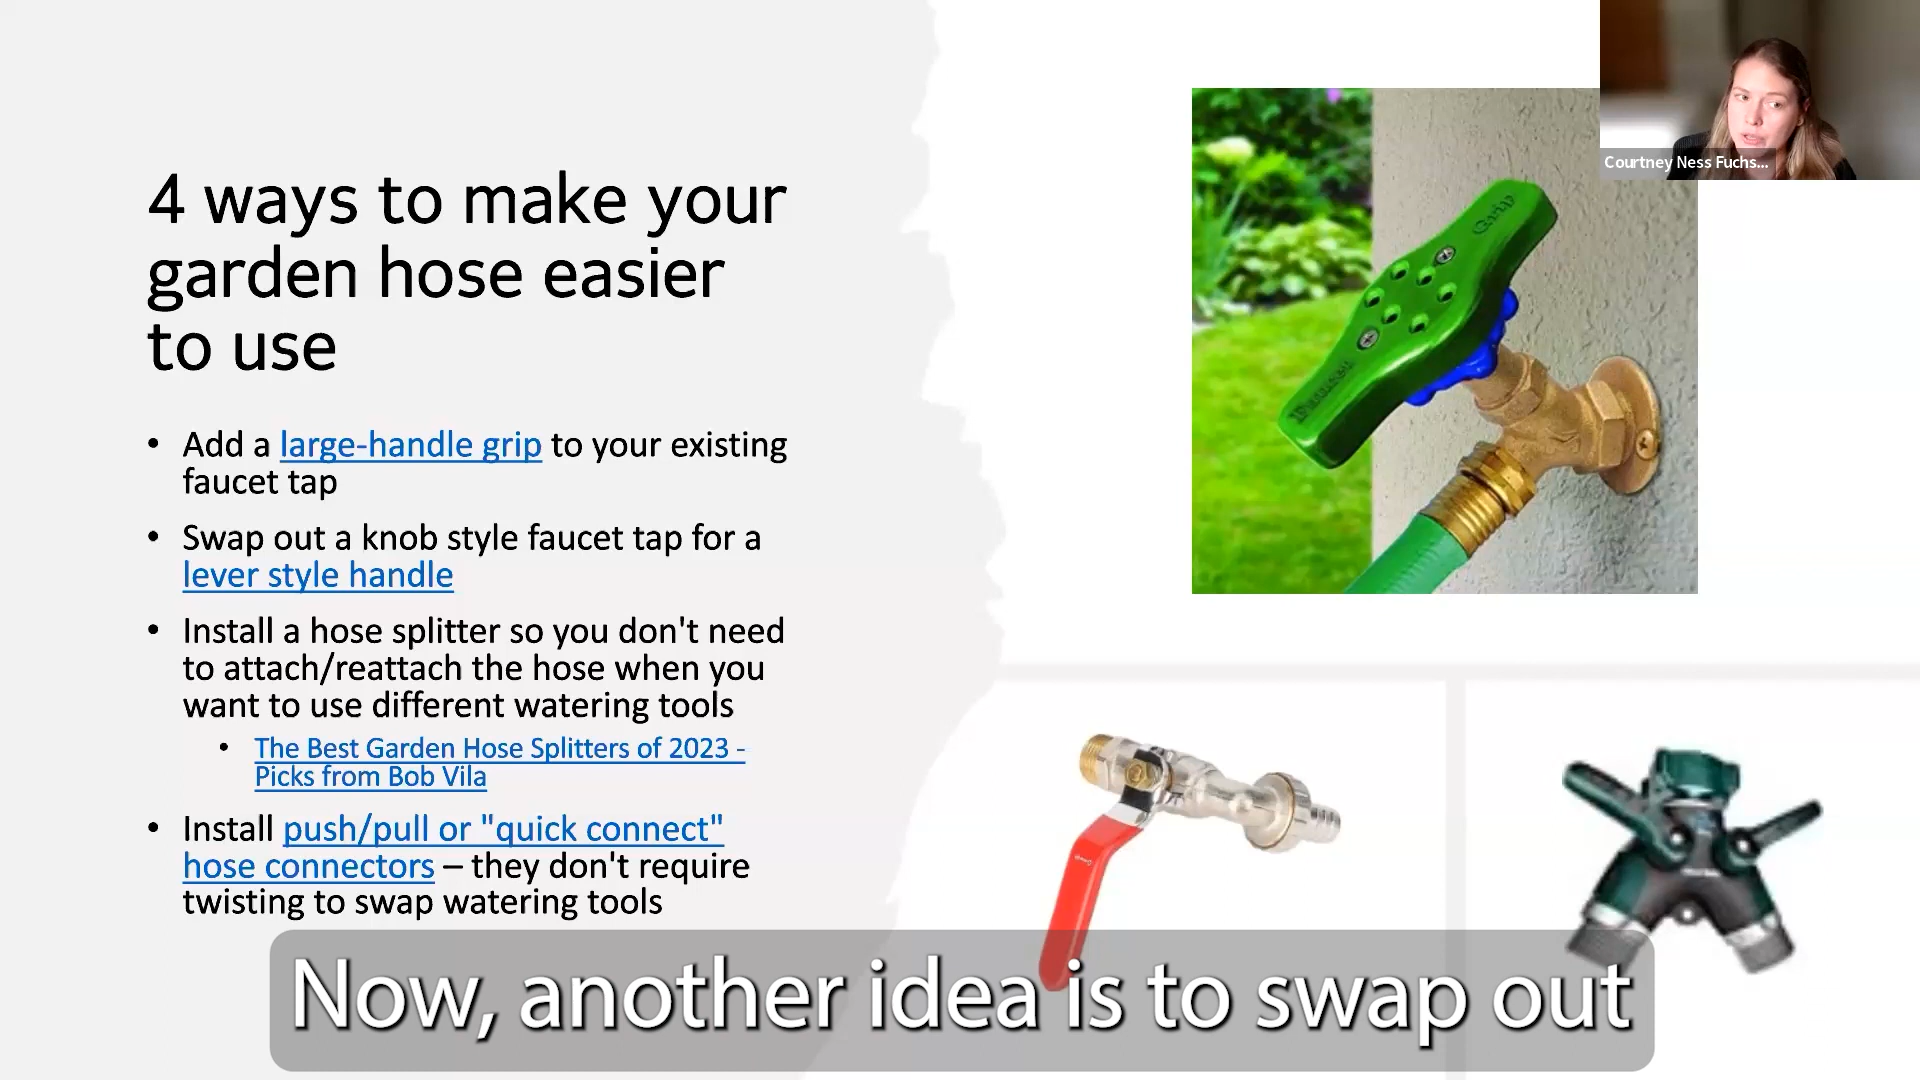 Courtney Ness Fuchs...
4 ways to make your
garden hose easier
to use
• Add a large-handle grip to your existing
faucet tap
• Swap out a knob style faucet tap for a
lever style handle
• Install a hose splitter so you don't need
to attach/reattach the hose when you
want to use different watering tools
• The Best Garden Hose Splitters of 2023 -
Picks from Bob Vila
• Install push/pull or "quick connect"
hose connectors – they don't require
twisting to swap watering tools
Grip
Now, another idea is to swap out